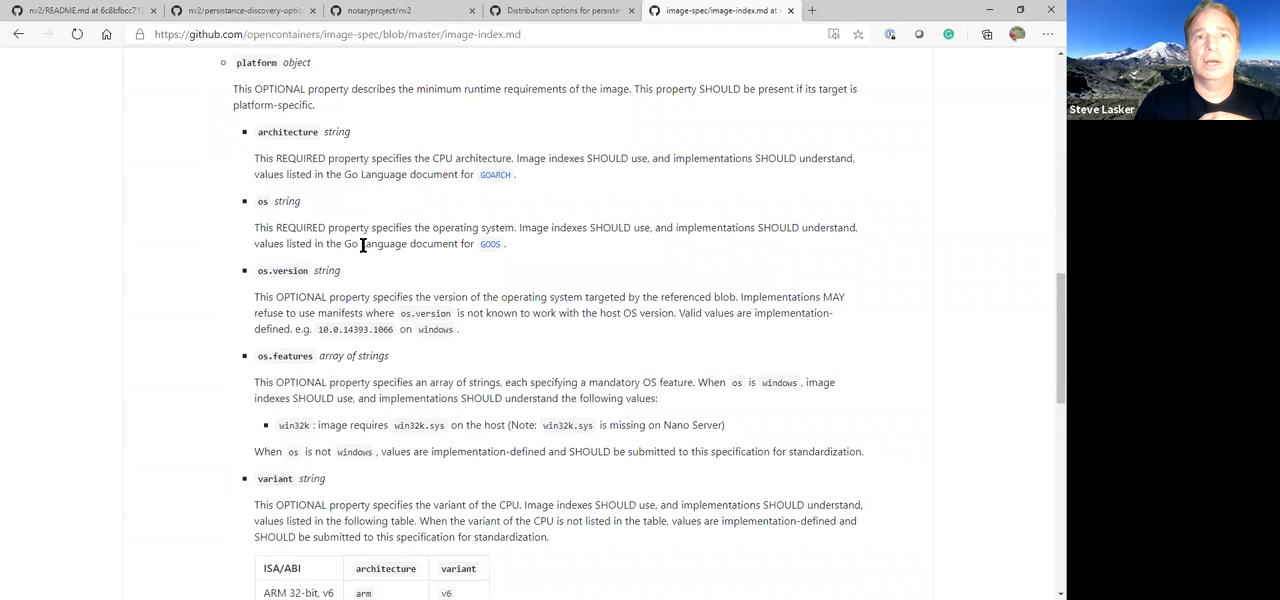 nv2/README.md at 6c8bfbcc713
nv2/persistance-discovery-optio
notaryproject/nv2
Distribution options for persiste
image-spec/image-index.md at
https://github.com/opencontainers/image-spec/blob/master/image-index.md
Steve Lasker
platform object
This OPTIONAL property describes the minimum runtime requirements of the image. This property SHOULD be present if its target is
platform-specific.
architecture string
This REQUIRED property specifies the CPU architecture. Image indexes SHOULD use, and implementations SHOULD understand,
values listed in the Go Language document for GOARCH.
os string
This REQUIRED property specifies the operating system. Image indexes SHOULD use, and implementations SHOULD understand,
values listed in the Go Language document for GOOS.
os.version string
This OPTIONAL property specifies the version of the operating system targeted by the referenced blob. Implementations MAY
refuse to use manifests where os.version is not known to work with the host OS version. Valid values are implementation-
defined. e.g. 10.0.14393.1066 on windows.
os.features array of strings
This OPTIONAL property specifies an array of strings, each specifying a mandatory OS feature. When os is windows, image
indexes SHOULD use, and implementations SHOULD understand the following values:
win32k: image requires win32k.sys on the host (Note: win32k.sys is missing on Nano Server)
When os is not windows, values are implementation-defined and SHOULD be submitted to this specification for standardization.
variant string
This OPTIONAL property specifies the variant of the CPU. Image indexes SHOULD use, and implementations SHOULD understand,
values listed in the following table. When the variant of the CPU is not listed in the table, values are implementation-defined and
SHOULD be submitted to this specification for standardization.
ISA/ABI architecture variant
ARM 32-bit, v6 arm v6